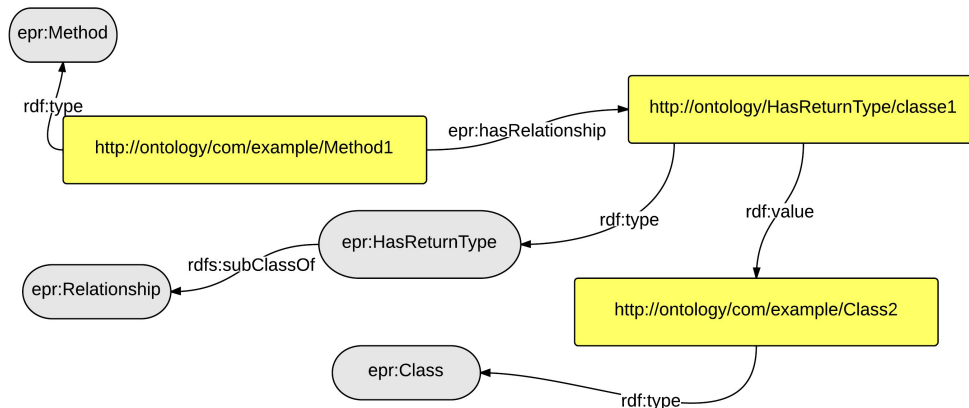 epr:Method
rdf:type
http://ontology/HasReturnType/classe1
epr:hasRelationship
http://ontology/com/example/Method1
rdf:type
rdf:value
epr:HasReturnType
rdfs:subClassOf
epr:Relationship
http://ontology/com/example/Class2
epr:Class
rdf:type